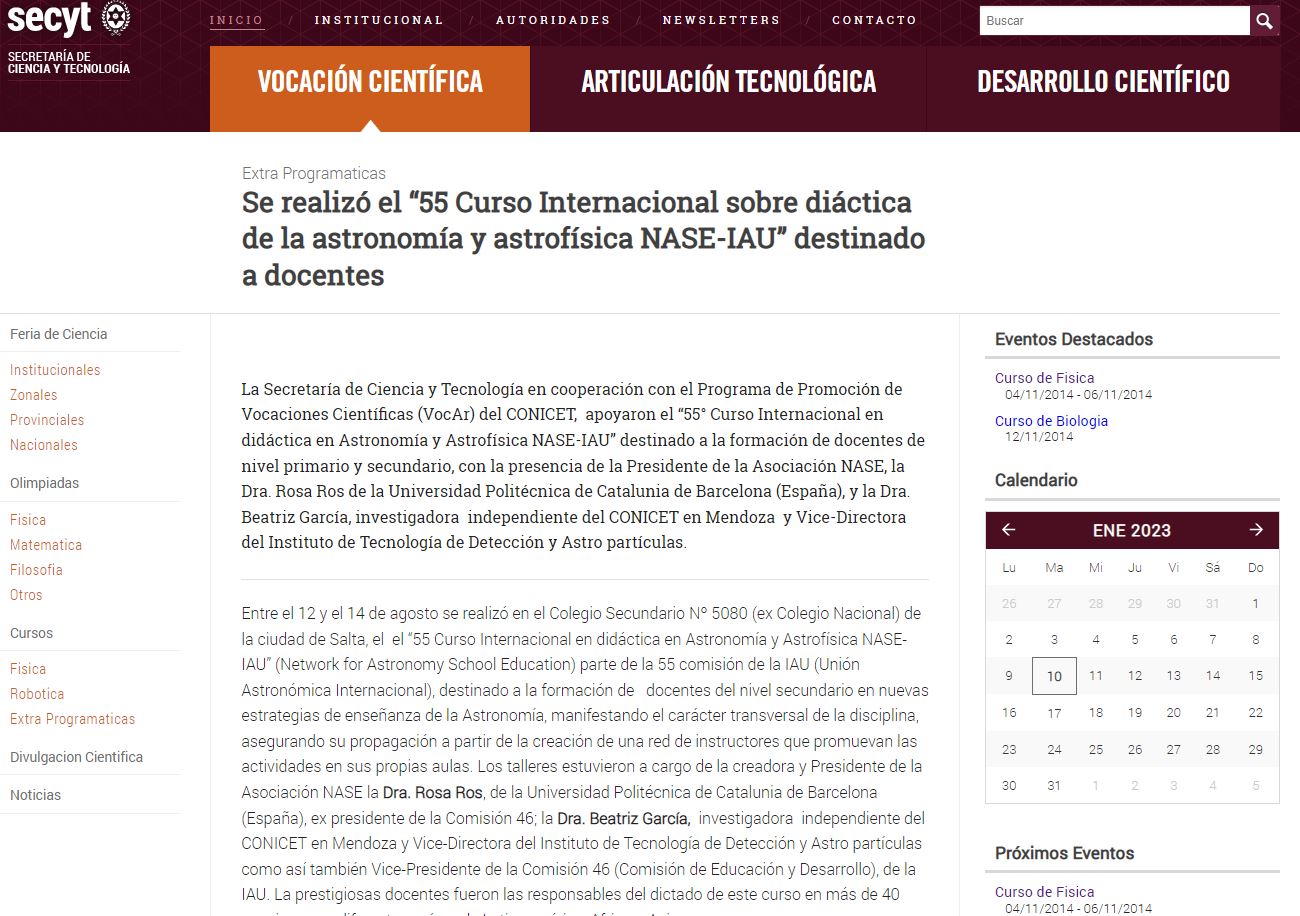 secyt
SECRETARÍA DE
CIENCIA Y TECNOLOGÍA
INICIO / INSTITUCIONAL / AUTORIDADES / NEWSLETTERS CONTACTO
Buscar
VOCACIÓN CIENTÍFICA
ARTICULACIÓN TECNOLÓGICA
DESARROLLO CIENTÍFICO
Extra Programaticas
Se realizó el “55 Curso Internacional sobre diáctica
de la astronomía y astrofísica NASE-IAU” destinado
a docentes
Feria de Ciencia
Institucionales
Zonales
Provinciales
Nacionales
Olimpiadas
Fisica
Matematica
Filosofia
Otros
Cursos
Fisica
Robotica
Extra Programaticas
Divulgacion Cientifica
Noticias
La Secretaría de Ciencia y Tecnología en cooperación con el Programa de Promoción de
Vocaciones Científicas (VocAr) del CONICET, apoyaron el “55° Curso Internacional en
didáctica en Astronomía y Astrofísica NASE-IAU” destinado a la formación de docentes de
nivel primario y secundario, con la presencia de la Presidente de la Asociación NASE, la
Dra. Rosa Ros de la Universidad Politécnica de Catalunia de Barcelona (España), y la Dra.
Beatriz García, investigadora independiente del CONICET en Mendoza y Vice-Directora
del Instituto de Tecnología de Detección y Astro partículas.
Entre el 12 y el 14 de agosto se realizó en el Colegio Secundario Nº 5080 (ex Colegio Nacional) de
la ciudad de Salta, el el “55 Curso Internacional en didáctica en Astronomía y Astrofísica NASE-
IAU” (Network for Astronomy School Education) parte de la 55 comisión de la IAU (Unión
Astronómica Internacional), destinado a la formación de docentes del nivel secundario en nuevas
estrategias de enseñanza de la Astronomía, manifestando el carácter transversal de la disciplina,
asegurando su propagación a partir de la creación de una red de instructores que promuevan las
actividades en sus propias aulas. Los talleres estuvieron a cargo de la creadora y Presidente de la
Asociación NASE la Dra. Rosa Ros, de la Universidad Politécnica de Catalunia de Barcelona
(España), ex presidente de la Comisión 46; la Dra. Beatriz García, investigadora independiente del
CONICET en Mendoza y Vice-Directora del Instituto de Tecnología de Detección y Astro partículas
como así también Vice-Presidente de la Comisión 46 (Comisión de Educación y Desarrollo), de la
IAU. La prestigiosas docentes fueron las responsables del dictado de este curso en más de 40
Eventos Destacados
Curso de Fisica
04/11/2014 - 06/11/2014
Curso de Biologia
12/11/2014
Calendario
ENE 2023
Lu Ma Mi Ju Vi Sá Do
26 27 28 29 30 31 1
2 3 4 5 6 7 8
9 10 11 12 13 14 15
16 17 18 19 20 21 22
23 24 25 26 27 28 29
30 31 1 2 3 4 5
Próximos Eventos
Curso de Fisica
04/11/2014 - 06/11/2014